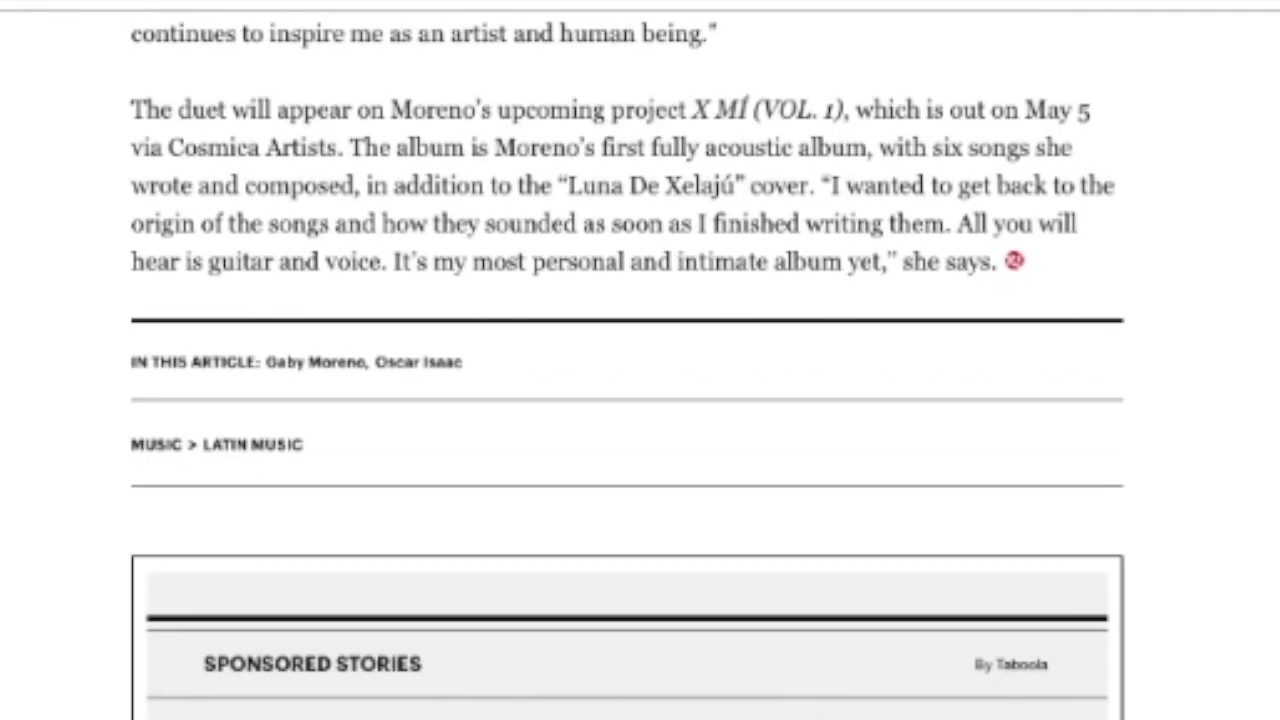 continues to inspire me as an artist and human being."
The duet will appear on Moreno's upcoming project X MÍ (VOL. 1), which is out on May 5
via Cosmica Artists. The album is Moreno's first fully acoustic album, with six songs she
wrote and composed, in addition to the “Luna De Xelajú” cover. “I wanted to get back to the
origin of the songs and how they sounded as soon as I finished writing them. All you will
hear is guitar and voice. It's my most personal and intimate album yet,” she says.
IN THIS ARTICLE: Gaby Moreno, Oscar Isaac
MUSIC > LATIN MUSIC
SPONSORED STORIES
By Taboola